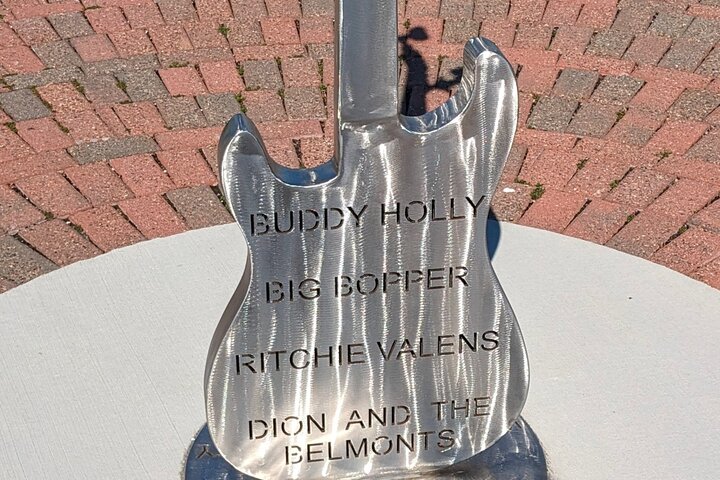 BUDDY HOLLY
BIG BOPPER
RITCHIE VALENS
DION AND THE
BELMONTS